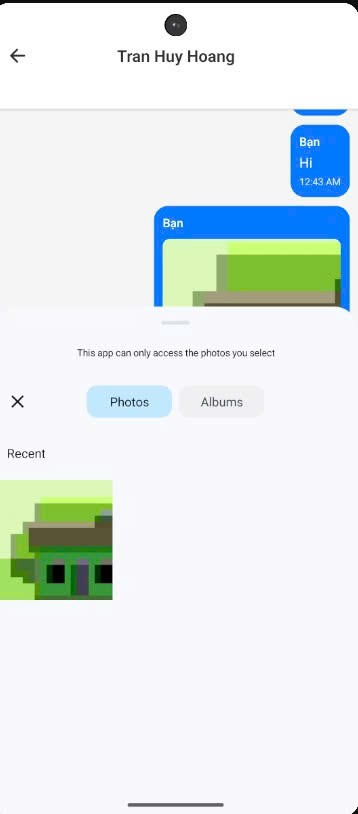 Tran Huy Hoang
Bạn
Hi
12:43 AM
Bạn
This app can only access the photos you select
Photos
Albums
Recent